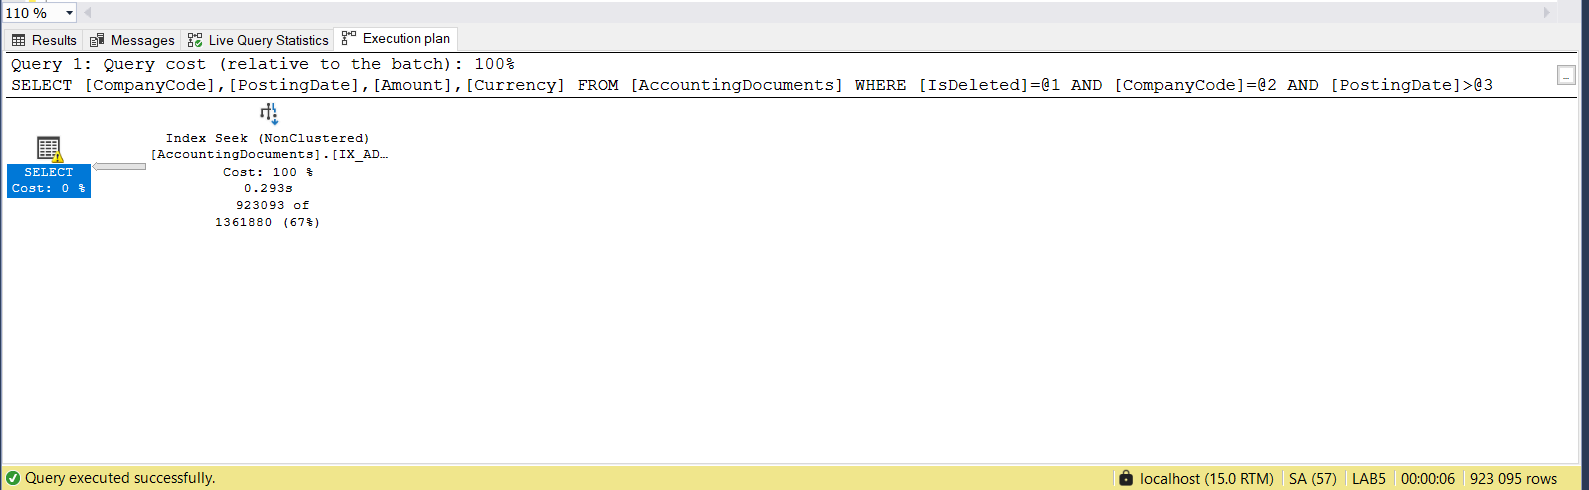 110 %
Results Messages Live Query Statistics Execution plan
Query 1: Query cost (relative to the batch): 100%
SELECT [CompanyCode],[PostingDate],[Amount],[Currency] FROM [AccountingDocuments] WHERE [IsDeleted]=@1 AND [CompanyCode]=@2 AND [PostingDate]>@3
SELECT
Cost: 0 %
Index Seek (NonClustered)
[AccountingDocuments].[IX_AD…
Cost: 100 %
0.293s
923093 of
1361880 (67%)
Query executed successfully. localhost (15.0 RTM) SA (57) LAB5 00:00:06 923 095 rows